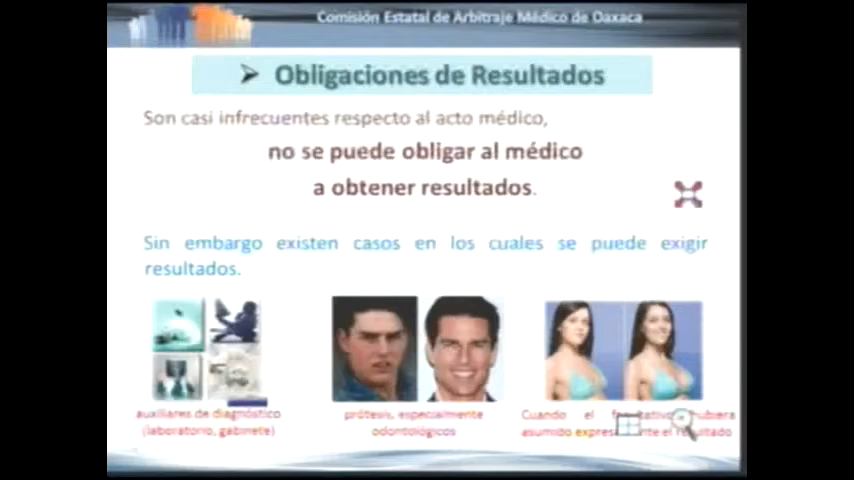 Comisión Estatal de Arbitraje Médico de Oaxaca
➤ Obligaciones de Resultados
Son casi infrecuentes respecto al acto médico,
no se puede obligar al médico
a obtener resultados.
Sin embargo existen casos en los cuales se puede exigir
resultados.
auxiliares de diagnóstico
(laboratorio, gabinete)
prótesis, especialmente
odontológicos
Cuando el
asumido el resultado